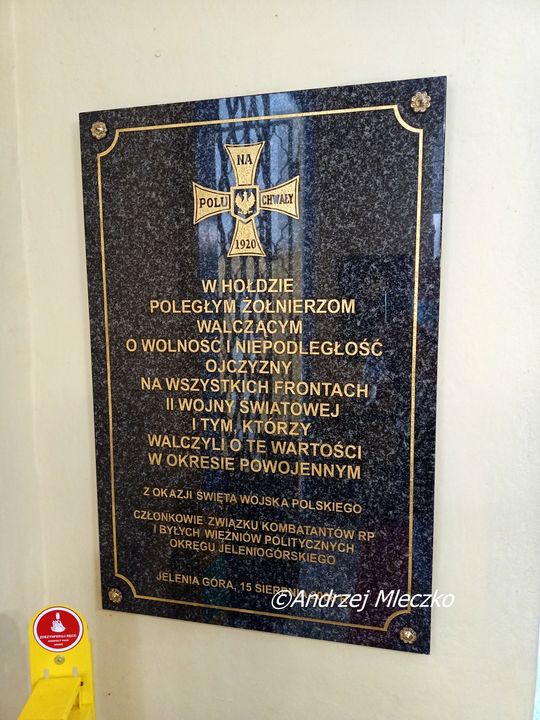 NA
POLU CHWAŁY
1920
W HOŁDZIE
POLEGŁYM ŻOŁNIERZOM
WALCZĄCYM
O WOLNOŚĆ I NIEPODLEGŁOŚĆ
OJCZYZNY
NA WSZYSTKICH FRONTACH
II WOJNY ŚWIATOWEJ
I TYM, KTÓRZY
WALCZYLI O TE WARTOŚCI
W OKRESIE POWOJENNYM
Z OKAZJI ŚWIĘTA WOJSKA POLSKIEGO
CZŁONKOWIE ZWIĄZKU KOMBATANTÓW RP
I BYŁYCH WIĘŹNIÓW POLITYCZNYCH
OKRĘGU JELENIOGÓRSKIEGO
JELENIA GÓRA, 15
©Andrzej Mleczko
ZDEZYNFEKUJ RĘCE